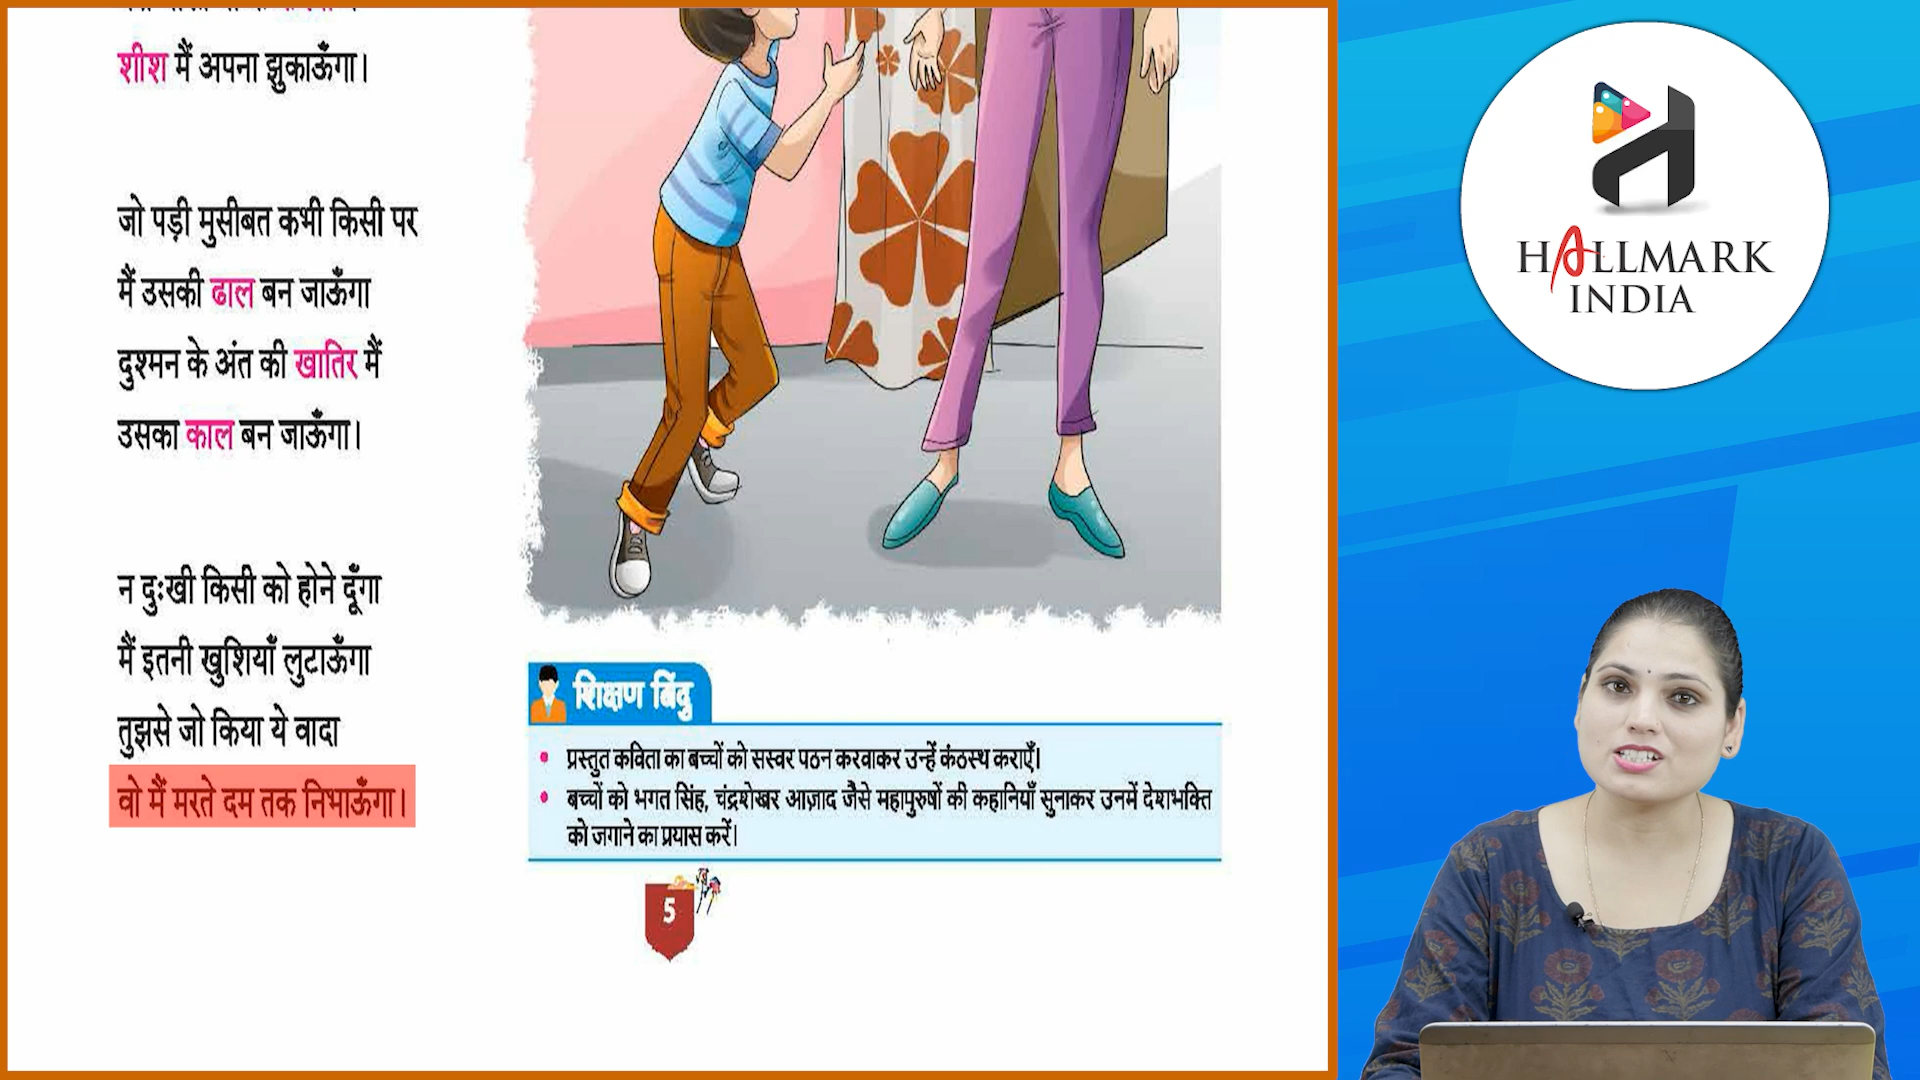 शीश मैं अपना झुकाऊँगा।
जो पड़ी मुसीबत कभी किसी पर
मैं उसकी ढाल बन जाऊँगा
दुश्मन के अंत की खातिर मैं
उसका काल बन जाऊँगा।
न दुःखी किसी को होने दूँगा
मैं इतनी खुशियाँ लुटाऊँगा
तुझसे जो किया ये वादा
वो मैं मरते दम तक निभाऊँगा।
शिक्षण बिंदु
• प्रस्तुत कविता का बच्चों को सस्वर पठन करवाकर उन्हें कंठस्थ कराएँ।
• बच्चों को भगत सिंह, चंद्रशेखर आज़ाद जैसे महापुरुषों की कहानियाँ सुनाकर उनमें देशभक्ति
को जगाने का प्रयास करें।
5
HALLMARK
INDIA